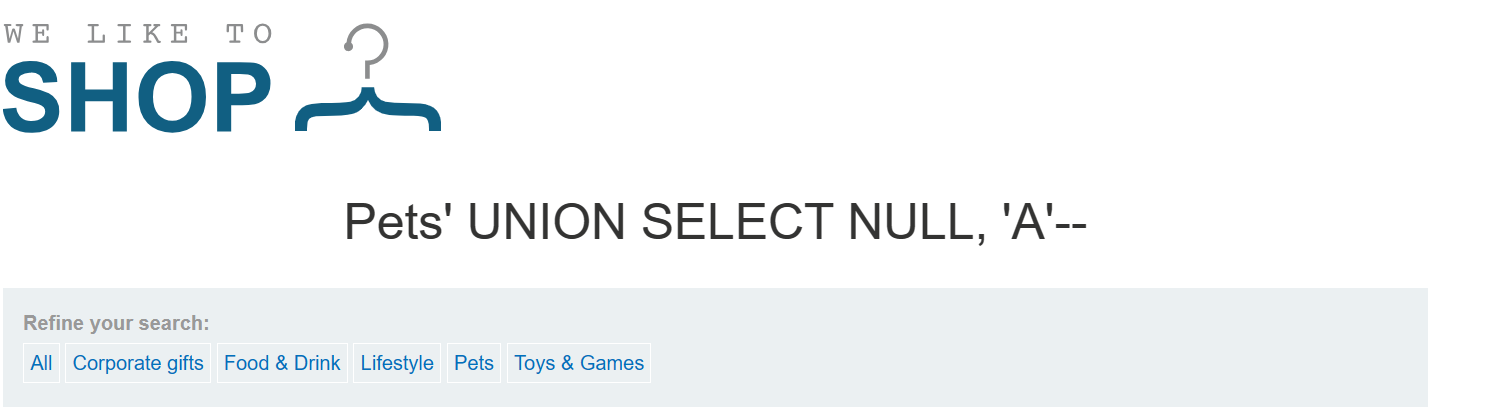 WE LIKE TO
SHOP
Pets' UNION SELECT NULL, 'A'--
Refine your search:
All Corporate gifts Food & Drink Lifestyle Pets Toys & Games